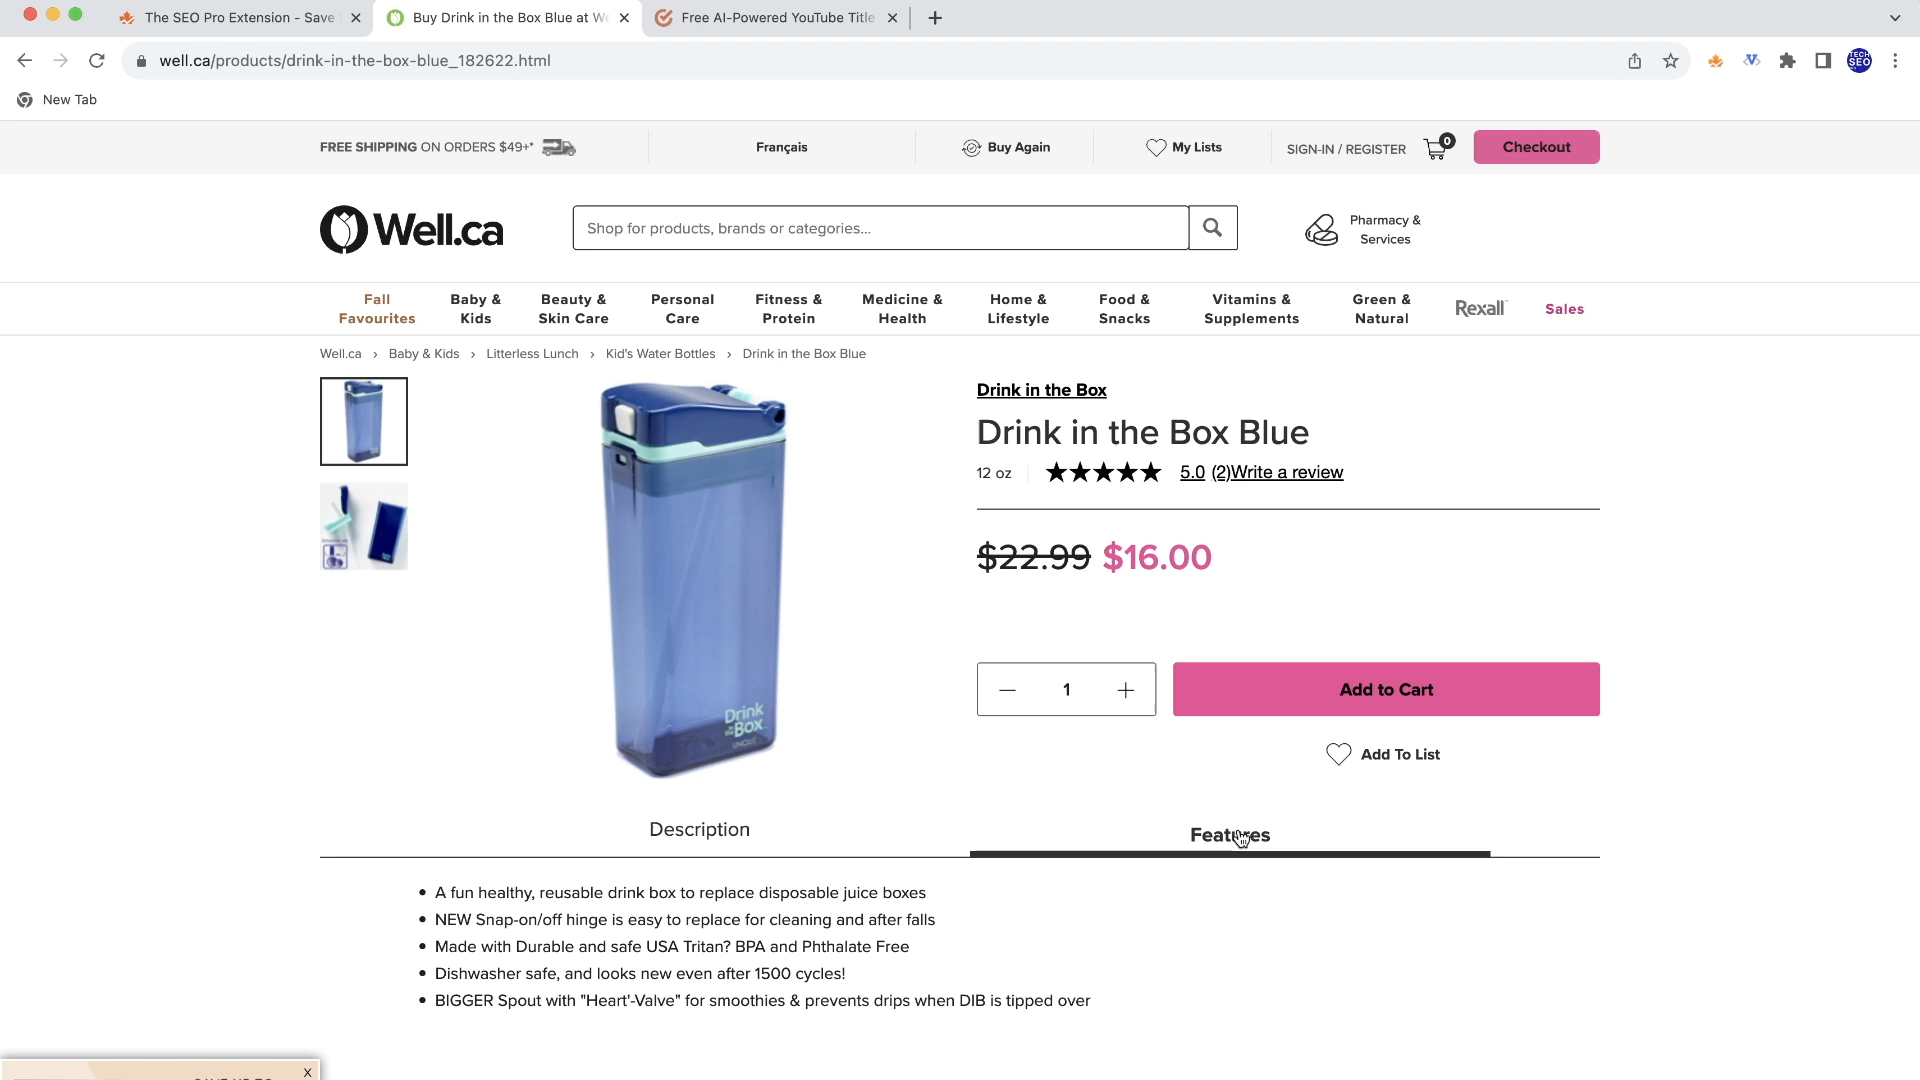 The SEO Pro Extension - Save
Buy Drink in the Box Blue at We
Free AI-Powered YouTube Title
well.ca/products/drink-in-the-box-blue_182622.html
TECH
SEO
New Tab
FREE SHIPPING ON ORDERS $49+*
Français
Buy Again
My Lists
SIGN-IN / REGISTER
0
Checkout
Well.ca
Shop for products, brands or categories...
Pharmacy &
Services
Fall
Favourites
Baby &
Kids
Beauty &
Skin Care
Personal
Care
Fitness &
Protein
Medicine &
Health
Home &
Lifestyle
Food &
Snacks
Vitamins &
Supplements
Green &
Natural
Rexall
Sales
Well.ca › Baby & Kids › Litterless Lunch › Kid's Water Bottles › Drink in the Box Blue
Drink in the Box
Drink in the Box Blue
12 oz
5.0 (2)Write a review
$22.99 $16.00
1
Add to Cart
Add To List
Drink
in the Box
Description
Features
• A fun healthy, reusable drink box to replace disposable juice boxes
• NEW Snap-on/off hinge is easy to replace for cleaning and after falls
• Made with Durable and safe USA Tritan? BPA and Phthalate Free
• Dishwasher safe, and looks new even after 1500 cycles!
• BIGGER Spout with "Heart'-Valve" for smoothies & prevents drips when DIB is tipped over
X